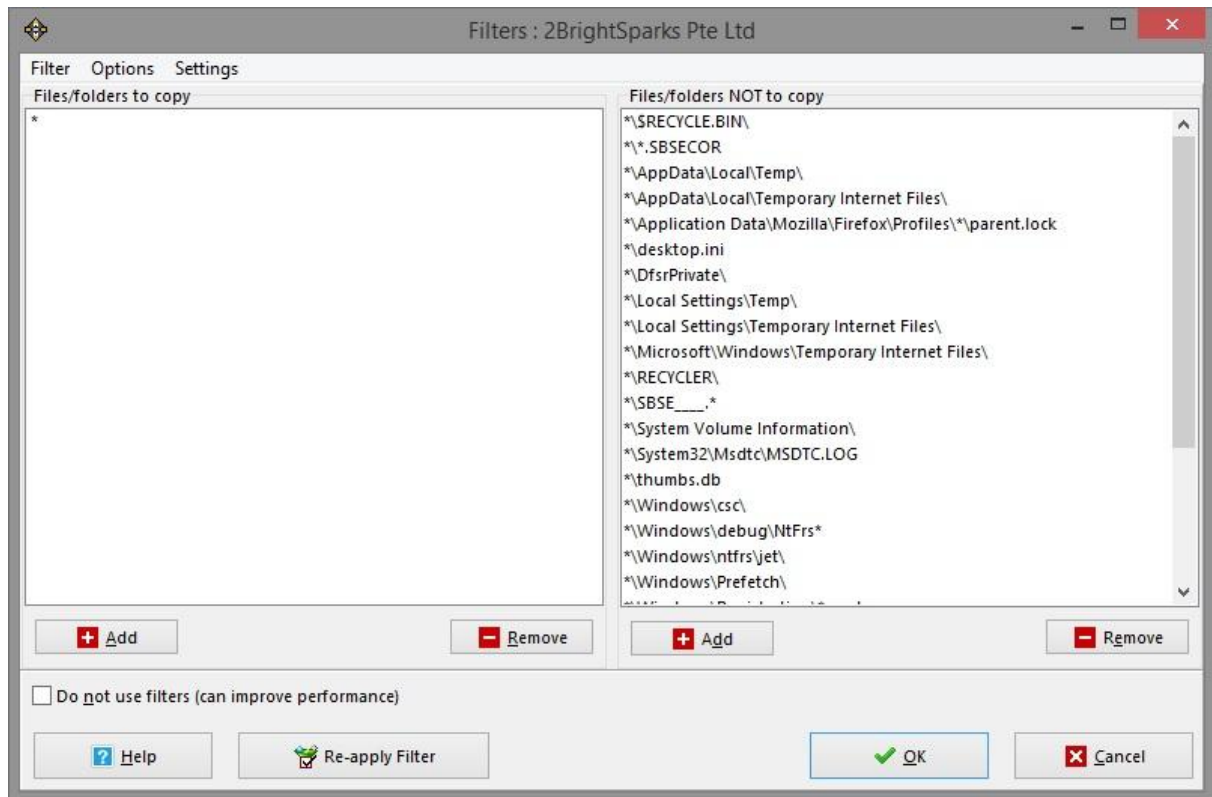 Filters : 2BrightSparks Pte Ltd
Filter Options Settings
Files/folders to copy
*
Files/folders NOT to copy
*\$RECYCLE.BIN\
*\*.SBSECOR
*\AppData\Local\Temp\
*\AppData\Local\Temporary Internet Files\
*\Application Data\Mozilla\Firefox\Profiles\*\parent.lock
*\desktop.ini
*\DfsrPrivate\
*\Local Settings\Temp\
*\Local Settings\Temporary Internet Files\
*\Microsoft\Windows\Temporary Internet Files\
*\RECYCLER\
*\SBSE____.*
*\System Volume Information\
*\System32\Msdtc\MSDTC.LOG
*\thumbs.db
*\Windows\csc\
*\Windows\debug\NtFrs*
*\Windows\ntfrs\jet\
*\Windows\Prefetch\
Add Remove Add Remove
Do not use filters (can improve performance)
Help Re-apply Filter OK Cancel